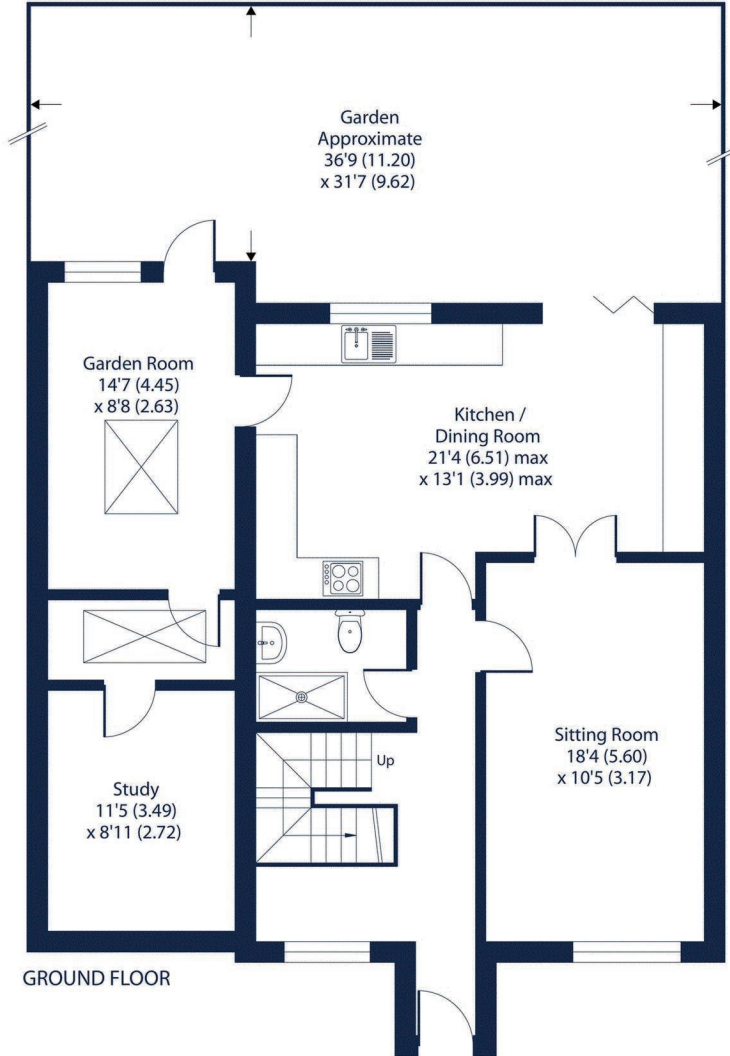 Garden
Approximate
36'9 (11.20)
x 31'7 (9.62)
Garden Room
14'7 (4.45)
x 8'8 (2.63)
Kitchen /
Dining Room
21'4 (6.51) max
x 13'1 (3.99) max
Up
Sitting Room
18'4 (5.60)
x 10'5 (3.17)
Study
11'5 (3.49)
x 8'11 (2.72)
GROUND FLOOR